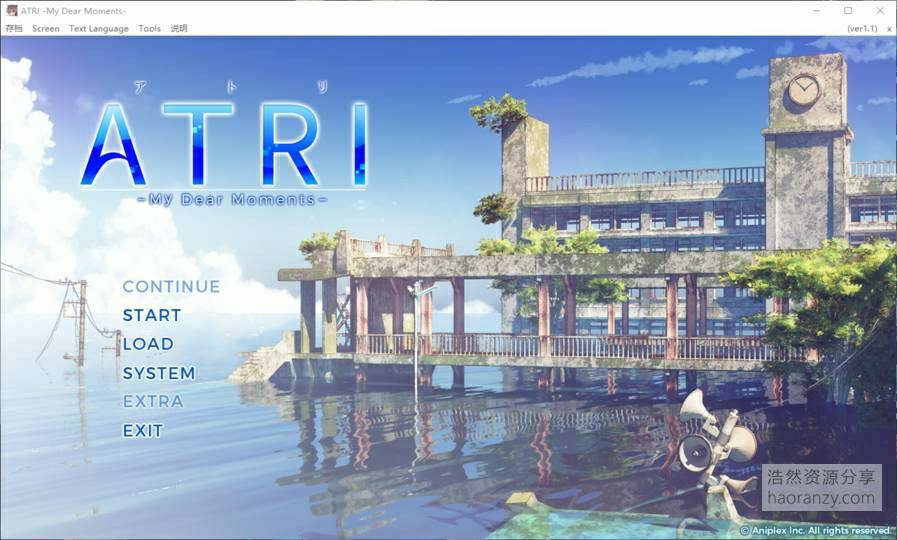 ATRI -My Dear Moments-
存档 Screen Text Language Tools 说明 (ver1.1) x
アトリ
ATRI
-My Dear Moments-
CONTINUE
START
LOAD
SYSTEM
EXTRA
EXIT
浩然资源分享
haoranzy.com
© Aniplex Inc. All rights reserved.